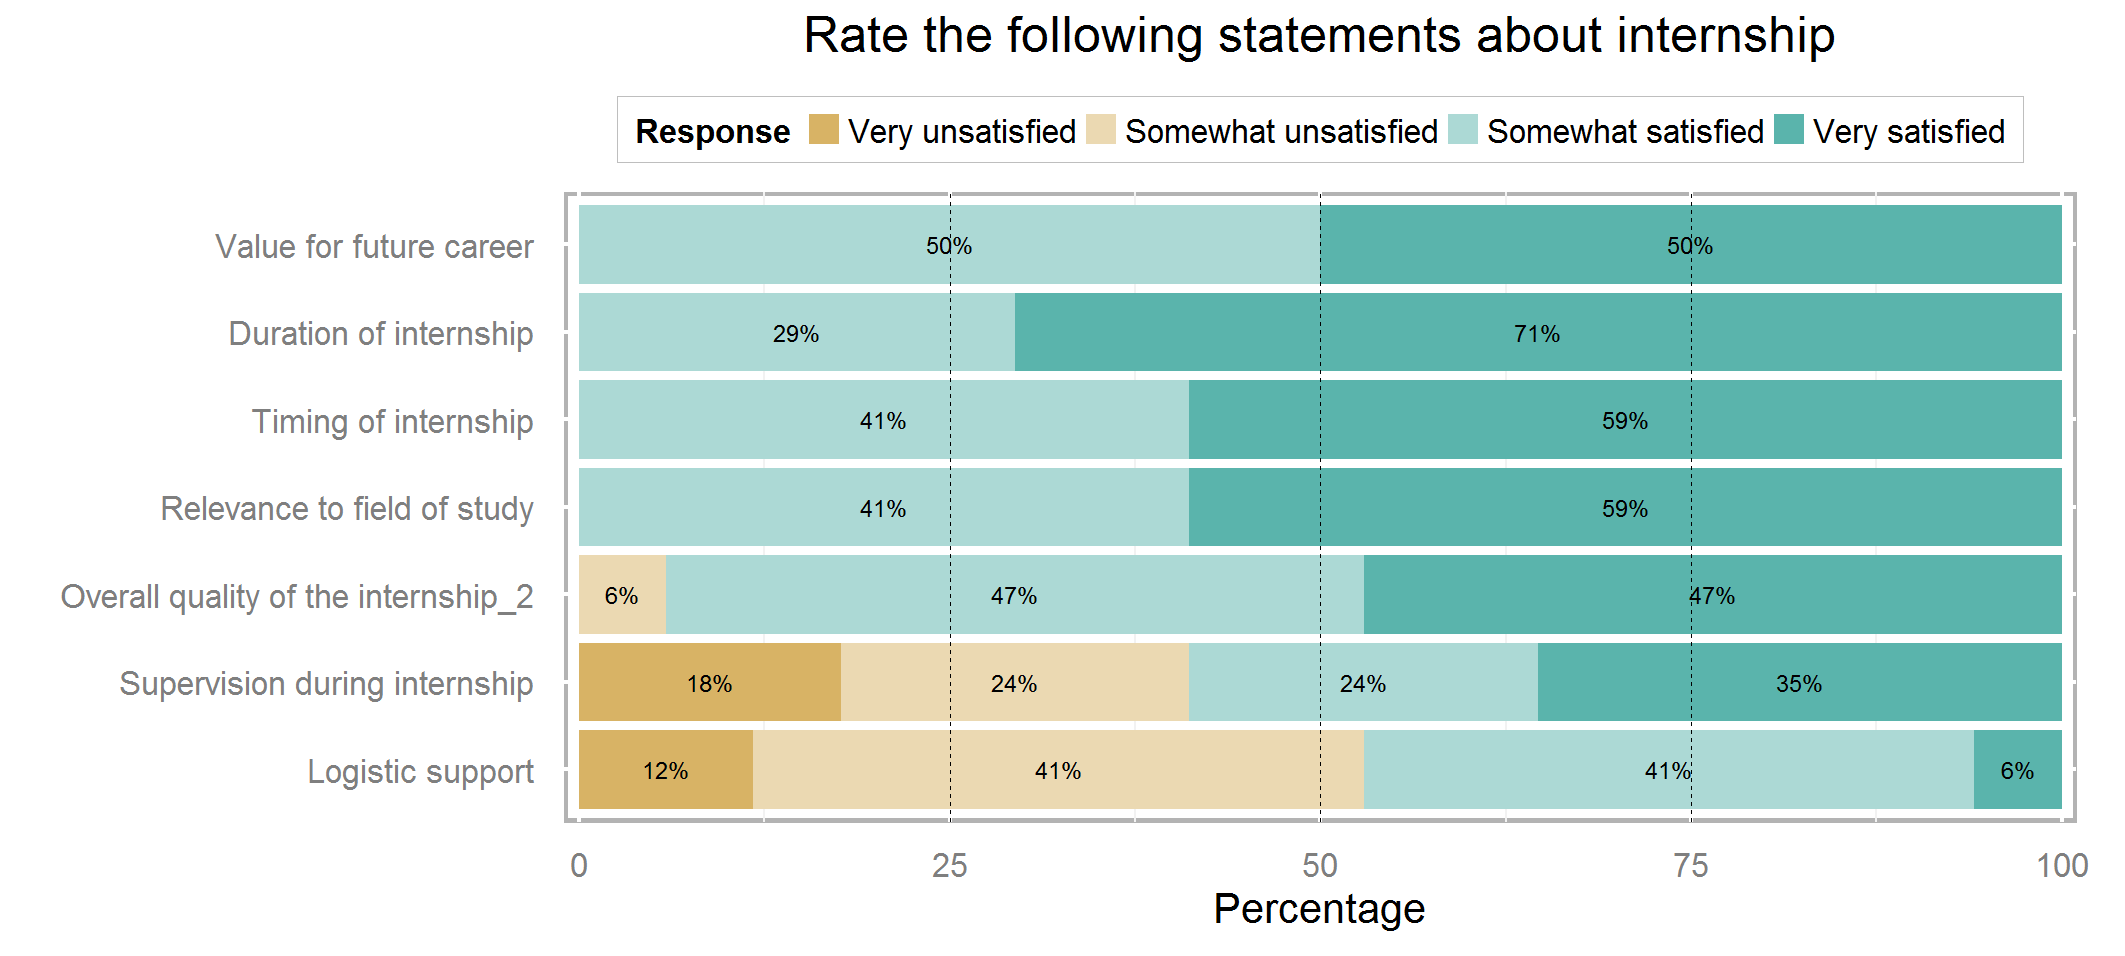 Rate the following statements about internship
Response Very unsatisfied Somewhat unsatisfied Somewhat satisfied Very satisfied
Value for future career 50% 50%
Duration of internship 29% 71%
Timing of internship 41% 59%
Relevance to field of study 41% 59%
Overall quality of the internship_2 6% 47% 47%
Supervision during internship 18% 24% 24% 35%
Logistic support 12% 41% 41% 6%
0 25 50 75 100
Percentage